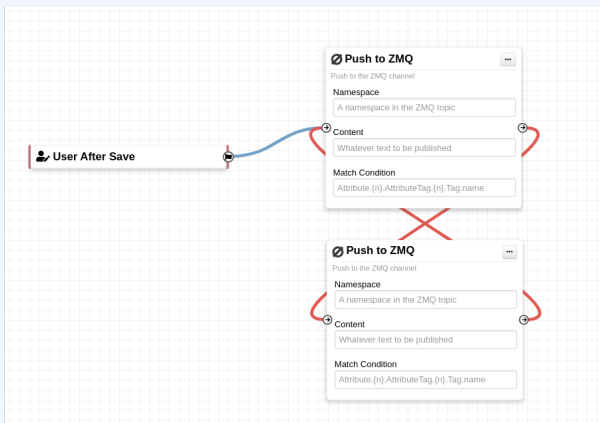 Push to ZMQ
...
Push to the ZMQ channel
Namespace
A namespace in the ZMQ topic
Content
Whatever text to be published
Match Condition
Attribute.{n}.AttributeTag.{n}.Tag.name
User After Save
Push to ZMQ
...
Push to the ZMQ channel
Namespace
A namespace in the ZMQ topic
Content
Whatever text to be published
Match Condition
Attribute.{n}.AttributeTag.{n}.Tag.name